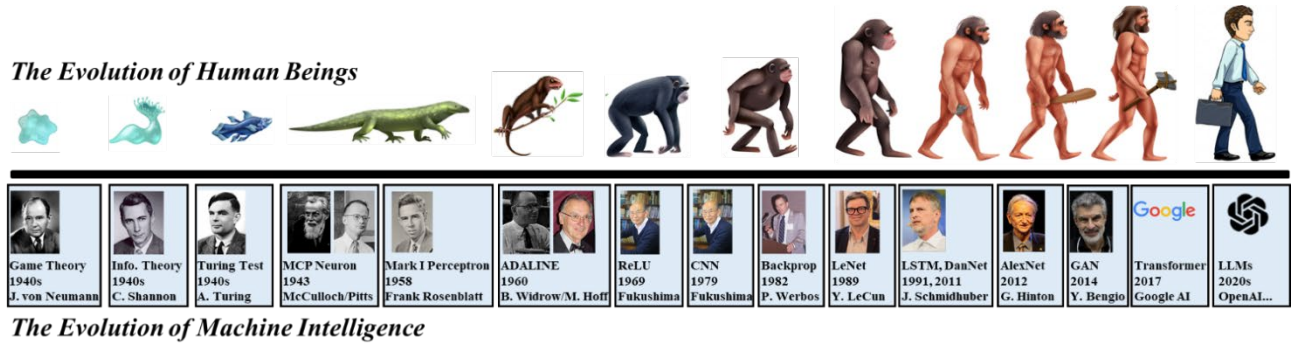 The Evolution of Human Beings
Game Theory
1940s
J. von Neumann
Info. Theory
1940s
C. Shannon
Turing Test
1940s
A. Turing
MCP Neuron
1943
McCulloch/Pitts
Mark I Perceptron
1958
Frank Rosenblatt
ADALINE
1960
B. Widrow/M. Hoff
ReLU
1969
Fukushima
CNN
1979
Fukushima
Backprop
1982
P. Werbos
LeNet
1989
Y. LeCun
LSTM, DanNet
1991, 2011
J. Schmidhuber
AlexNet
2012
G. Hinton
GAN
2014
Y. Bengio
Google
Transformer
2017
Google AI
LLMs
2020s
OpenAI...
The Evolution of Machine Intelligence